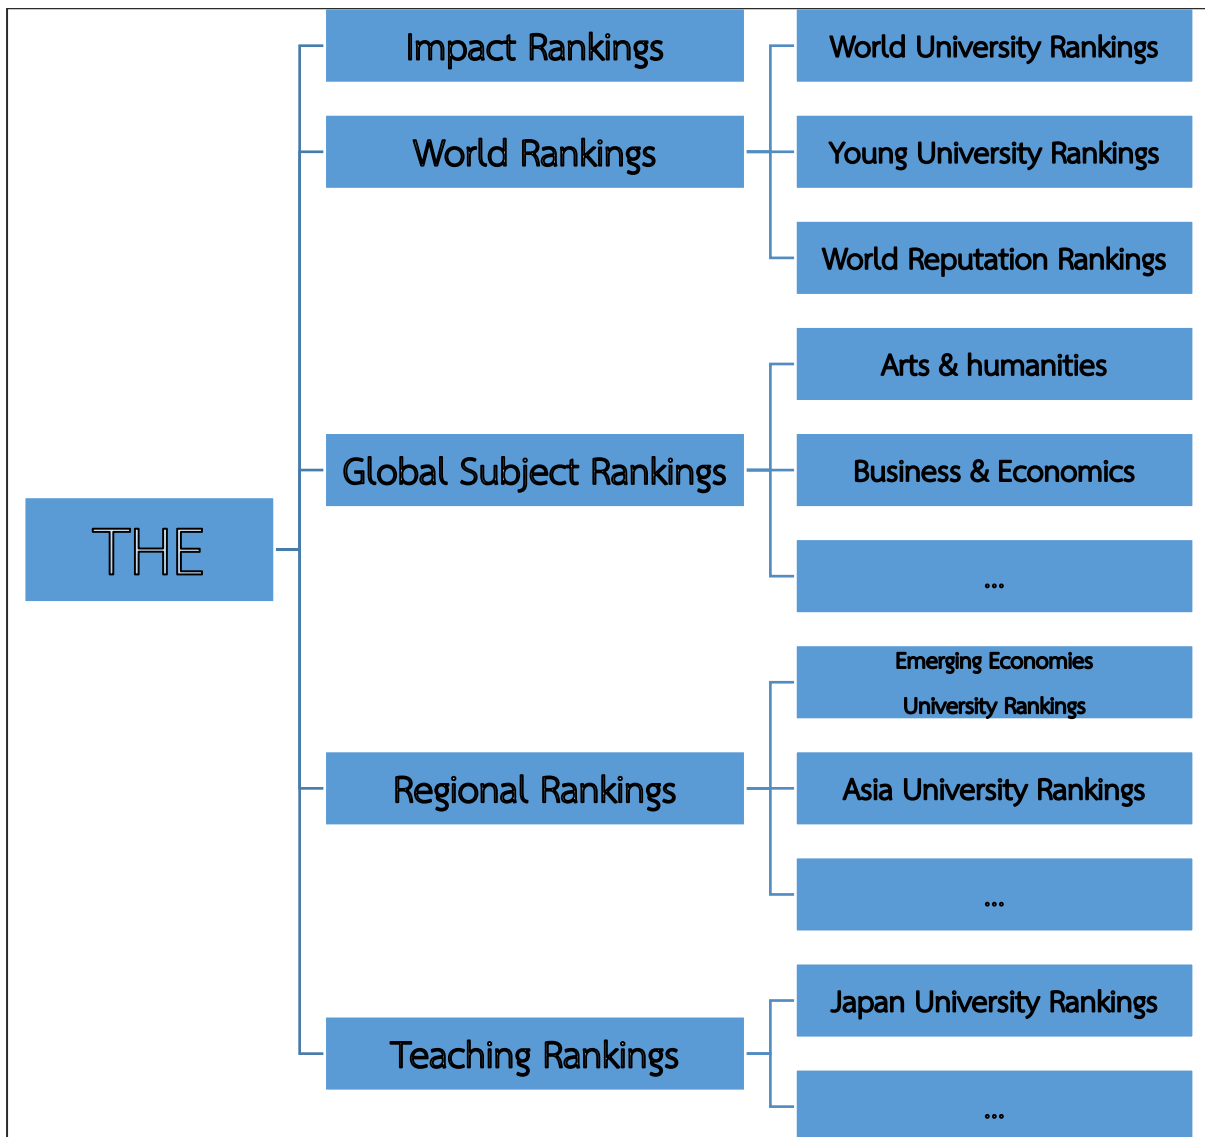 THE
Impact Rankings
World Rankings
World University Rankings
Young University Rankings
World Reputation Rankings
Global Subject Rankings
Arts & humanities
Business & Economics
...
Regional Rankings
Emerging Economies
University Rankings
Asia University Rankings
...
Teaching Rankings
Japan University Rankings
...